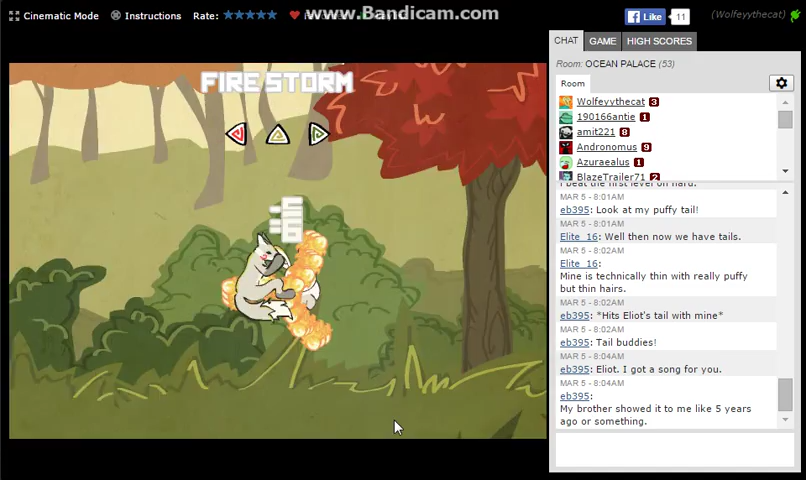 Cinematic Mode
Instructions
Rate:
www.Bandicam.com
Like
11
(Wolfeyythecat)
CHAT
GAME
HIGH SCORES
Room: OCEAN PALACE (53)
Room
Wolfeyythecat 3
190166antie 1
amit221 8
Andronomus 9
Azuraealus 1
BlazeTrailer71 2
I beat the first level on hard.
MAR 5 - 8:01AM
eb395: Look at my puffy tail!
MAR 5 - 8:01AM
Elite_16: Well then now we have tails.
MAR 5 - 8:02AM
Elite_16:
Mine is technically thin with really puffy
but thin hairs.
MAR 5 - 8:02AM
eb395: *Hits Eliot's tail with mine*
MAR 5 - 8:02AM
eb395: Tail buddies!
MAR 5 - 8:04AM
eb395: Eliot. I got a song for you.
MAR 5 - 8:04AM
eb395:
My brother showed it to me like 5 years
ago or something.
FIRE STORM